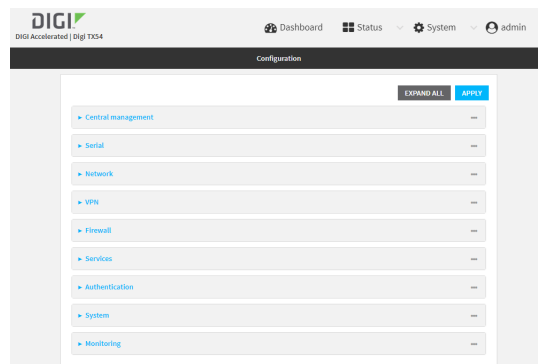 DIGI
DIGI Accelerated | Digi TX54
Dashboard
Status
System
admin
Configuration
EXPAND ALL
APPLY
Central management
Serial
Network
VPN
Firewall
Services
Authentication
System
Monitoring